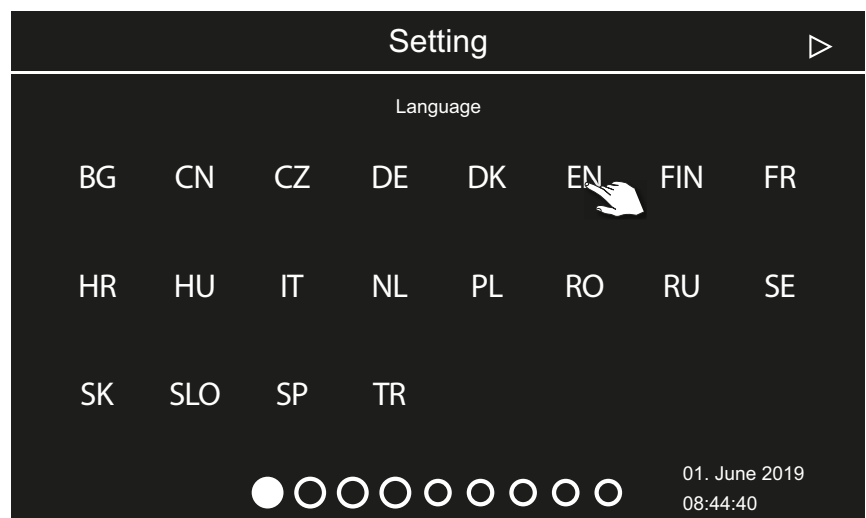 Setting
Language
BG CN CZ DE DK EN FIN FR
HR HU IT NL PL RO RU SE
SK SLO SP TR
01. June 2019
08:44:40